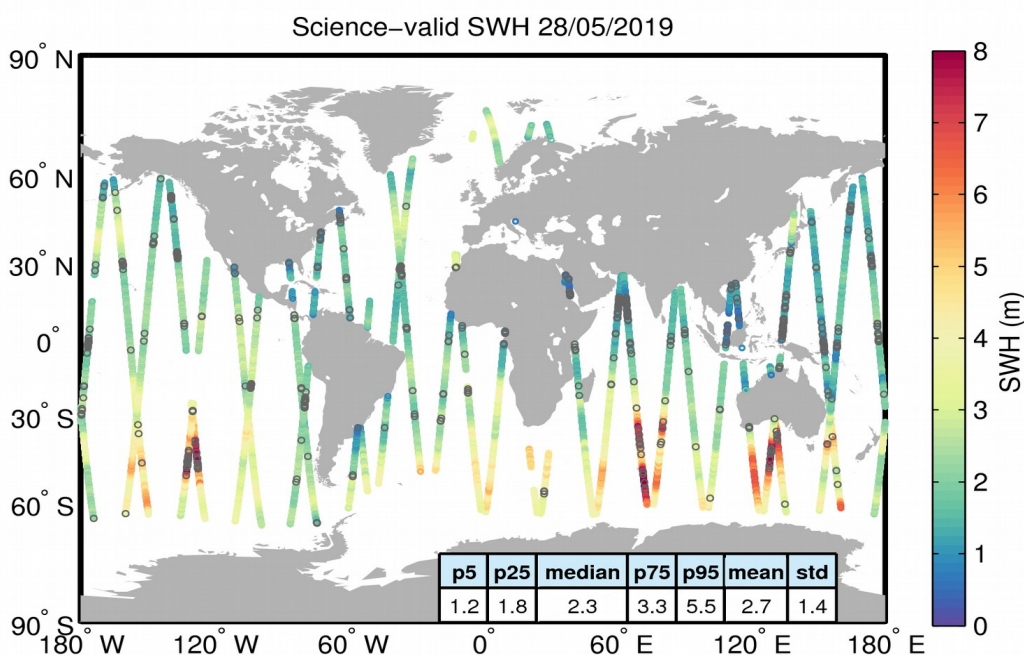 Science−valid SWH 28/05/2019
90° N
60° N
30° N
0°
30° S
60° S
90° S
180° W
120° W
60° W
0°
60° E
120° E
180° E
p5 p25 median p75 p95 mean std
1.2 1.8 2.3 3.3 5.5 2.7 1.4
8
7
6
5
4
3
2
1
0
SWH (m)